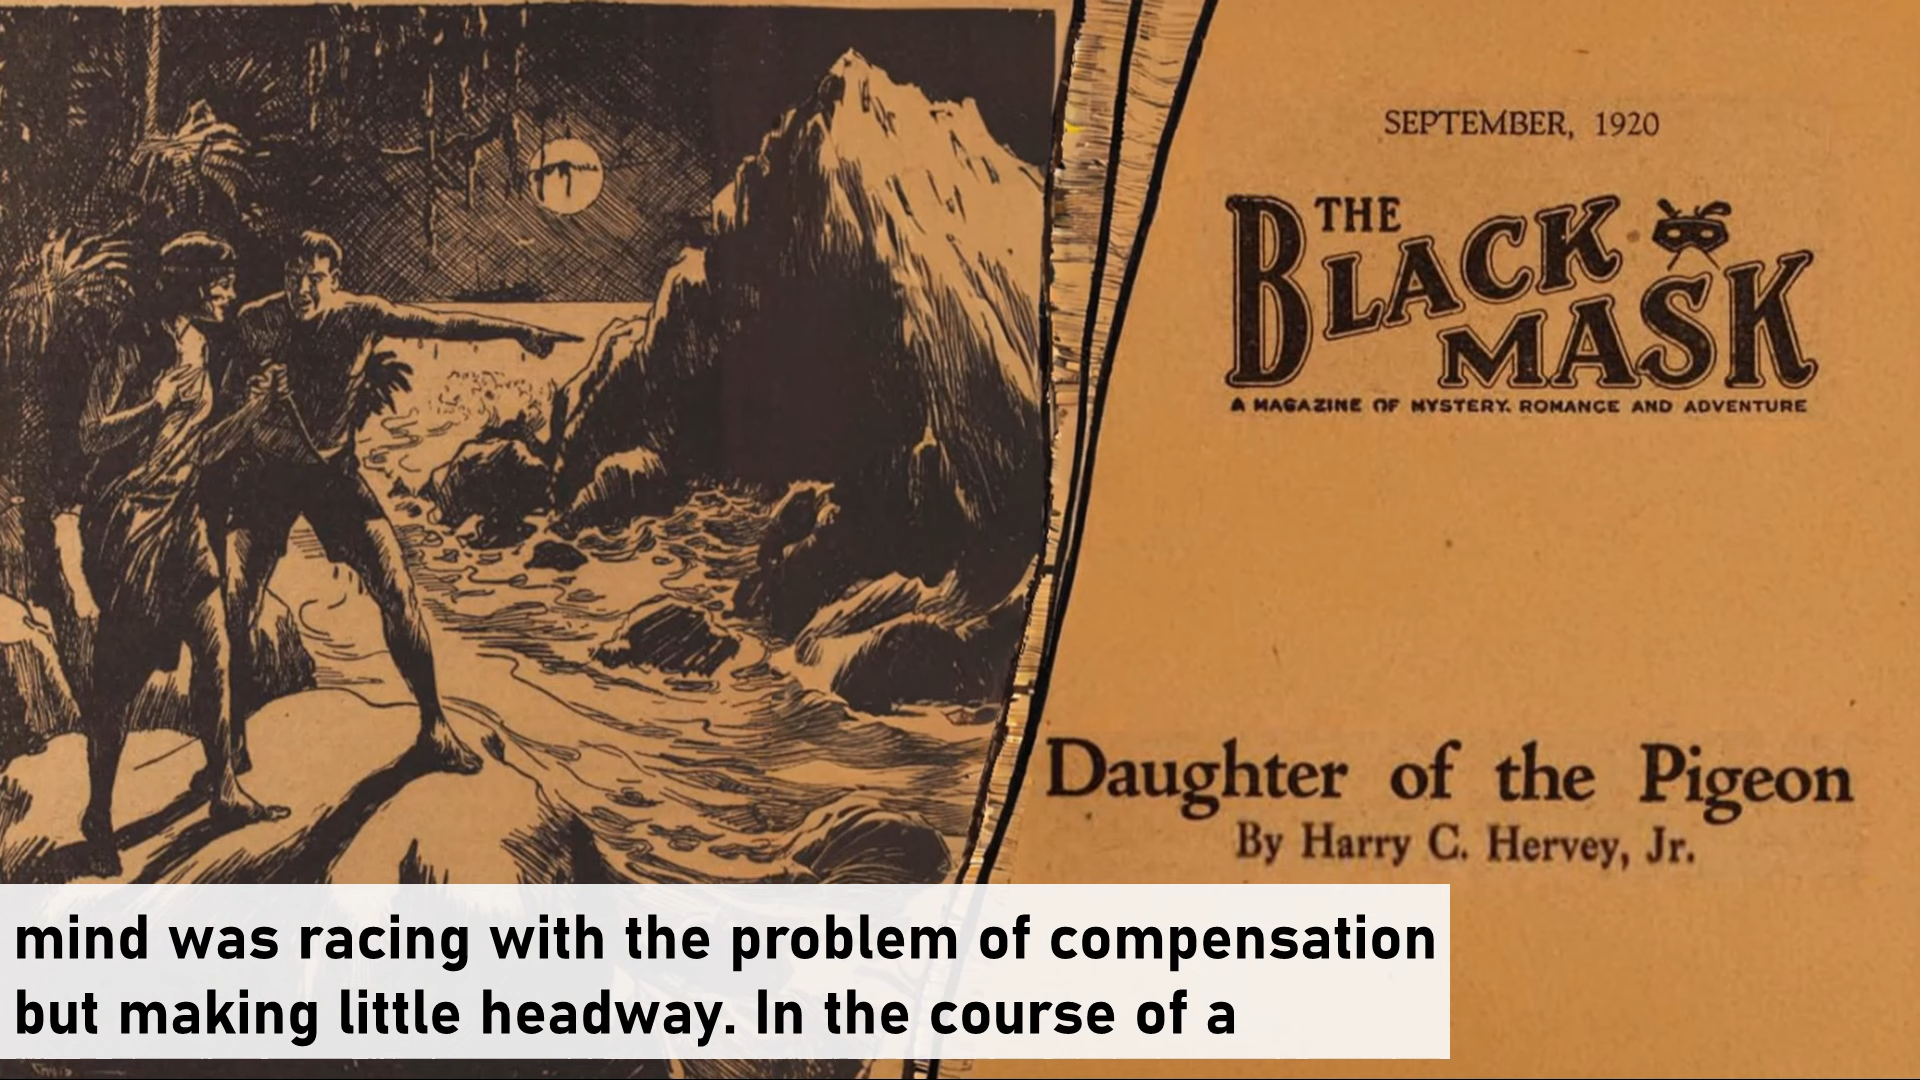 SEPTEMBER, 1920
THE
BLACK
MASK
A MAGAZINE OF MYSTERY, ROMANCE AND ADVENTURE
Daughter of the Pigeon
By Harry C. Hervey, Jr.
mind was racing with the problem of compensation
but making little headway. In the course of a